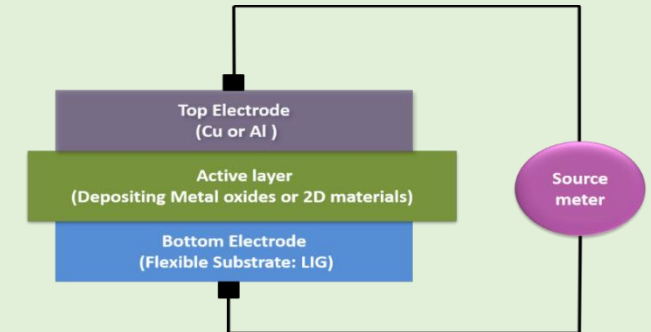 Top Electrode
(Cu or Al )
Active layer
(Depositing Metal oxides or 2D materials)
Bottom Electrode
(Flexible Substrate: LIG)
Source
meter